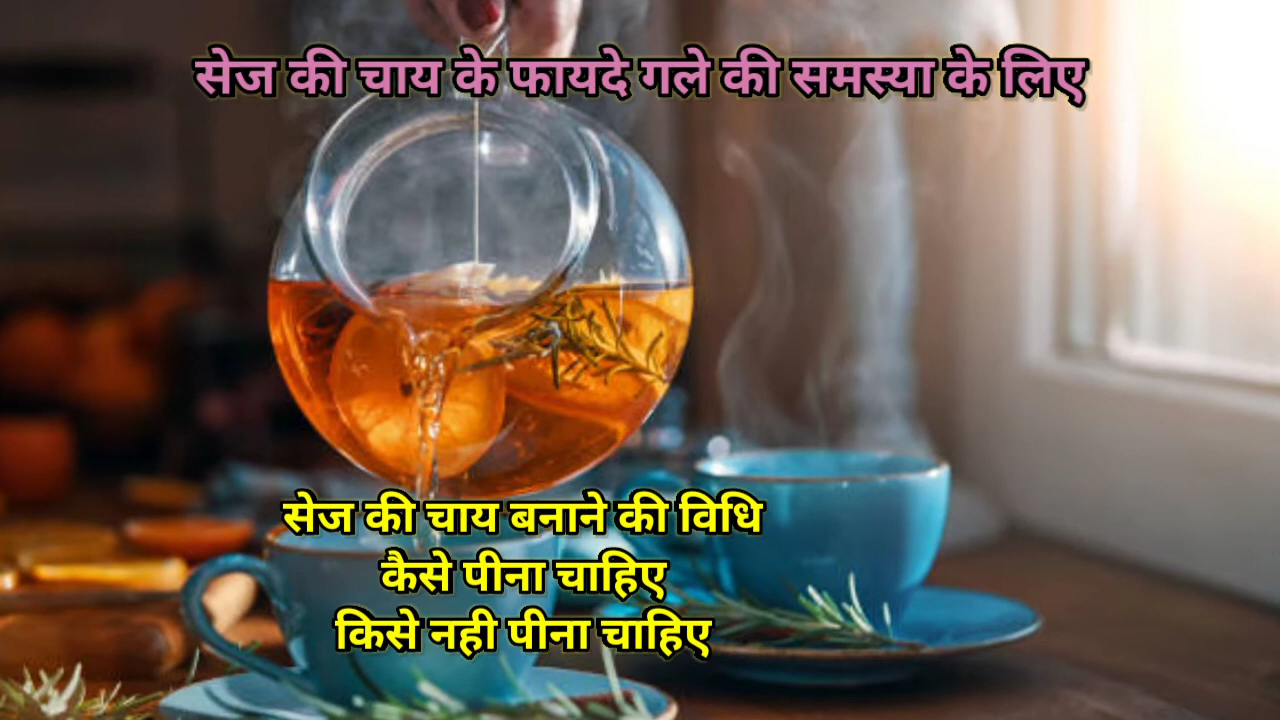 सेज की चाय के फायदे गले की समस्या के लिए
सेज की चाय बनाने की विधि
कैसे पीना चाहिए
किसे नही पीना चाहिए